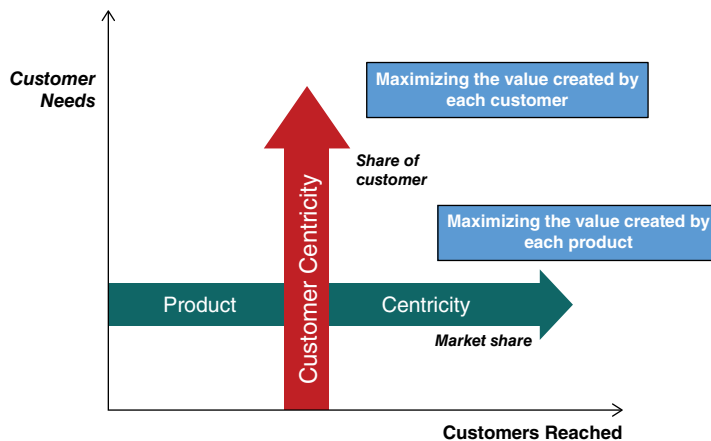 Customer
Needs
Maximizing the value created by
each customer
Share of
customer
Customer Centricity
Maximizing the value created by
each product
Product Centricity
Market share
Customers Reached